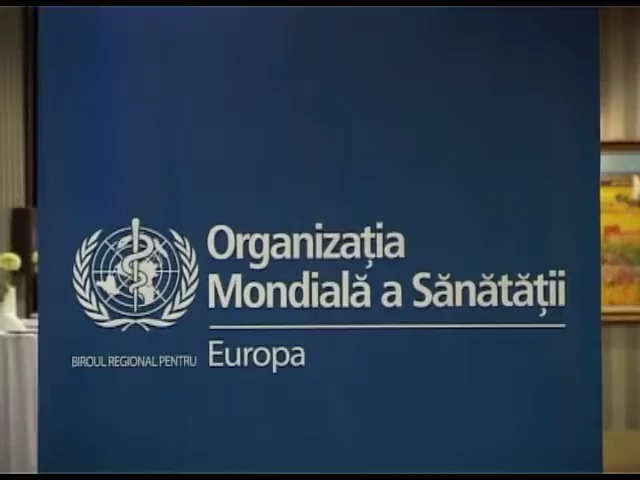 Organizația
Mondială a Sănătății
BIROUL REGIONAL PENTRU Europa